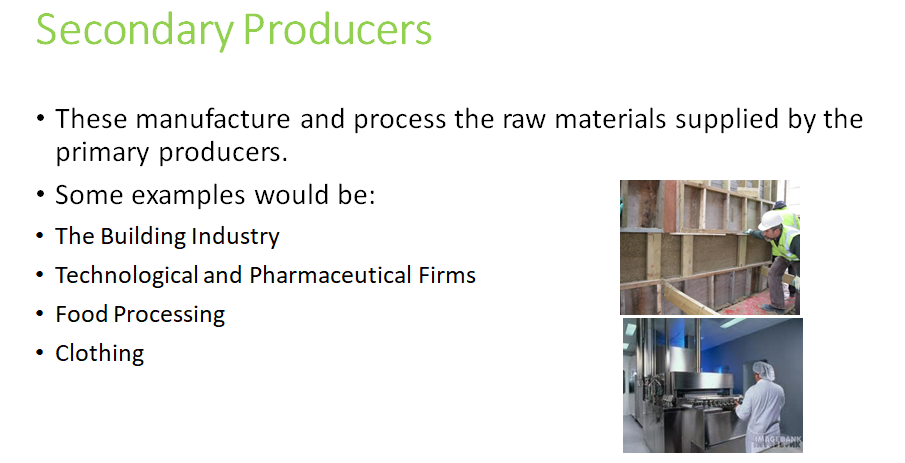 Secondary Producers
• These manufacture and process the raw materials supplied by the
primary producers.
• Some examples would be:
• The Building Industry
• Technological and Pharmaceutical Firms
• Food Processing
• Clothing
IMAGEBANK